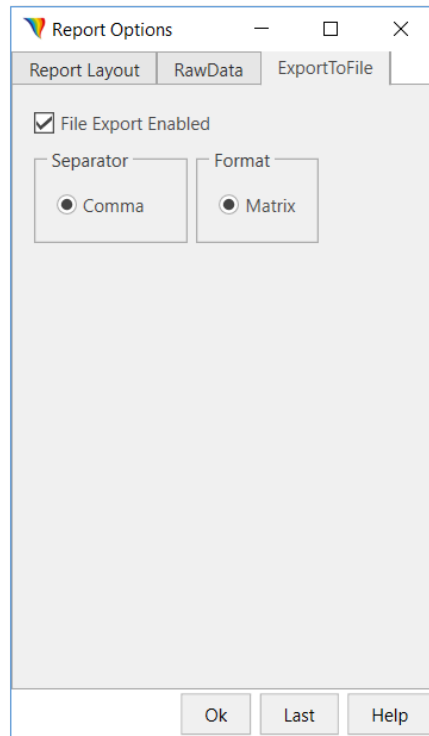 Report Options
Report Layout RawData ExportToFile
File Export Enabled
Separator Format
Comma Matrix
Ok Last Help